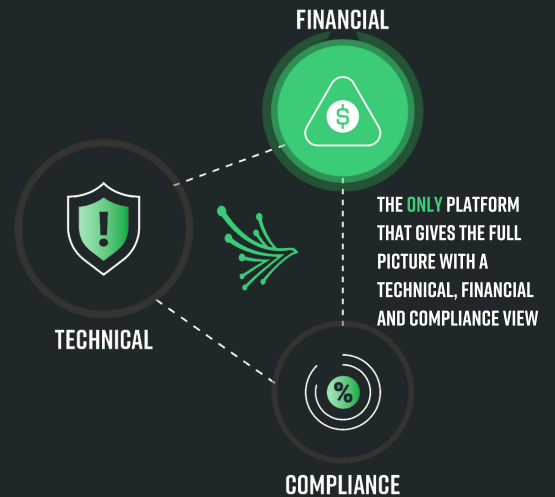 FINANCIAL
$
!
TECHNICAL
THE ONLY PLATFORM
THAT GIVES THE FULL
PICTURE WITH A
TECHNICAL, FINANCIAL
AND COMPLIANCE VIEW
%
COMPLIANCE